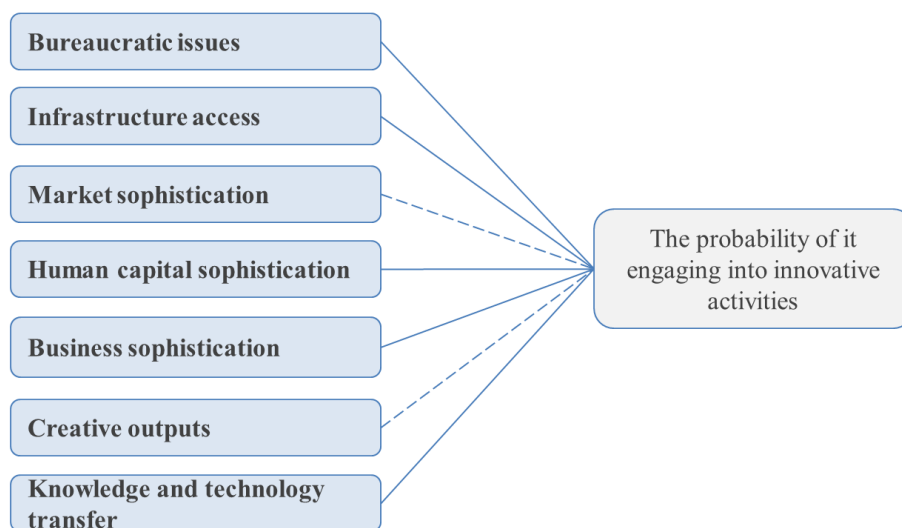 Bureaucratic issues
Infrastructure access
Market sophistication
Human capital sophistication
Business sophistication
Creative outputs
Knowledge and technology
transfer
The probability of it
engaging into innovative
activities